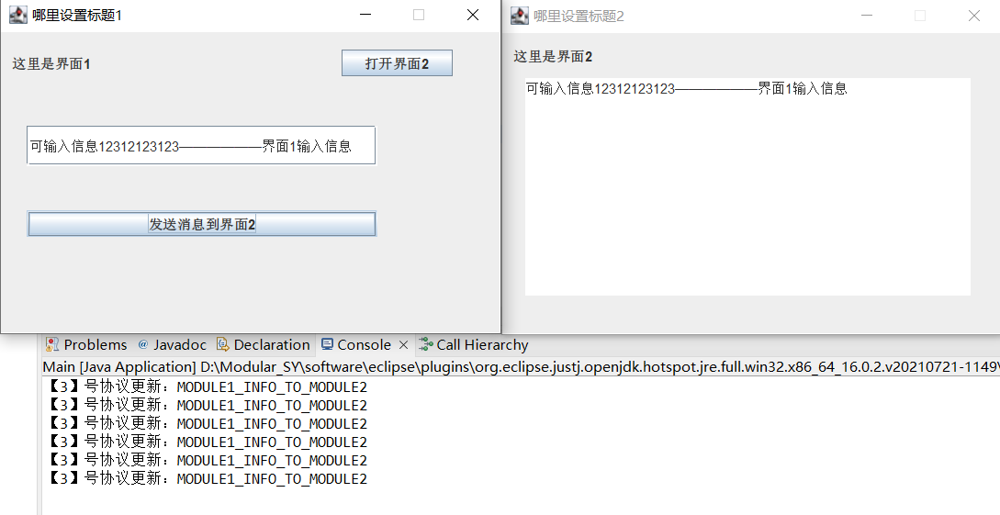 哪里设置标题1
这里是界面1
打开界面2
可输入信息12312123123——————界面1输入信息
发送消息到界面2
哪里设置标题2
这里是界面2
可输入信息12312123123——————界面1输入信息
Problems @ Javadoc Declaration Console Call Hierarchy
Main [Java Application] D:\Modular_SY\software\eclipse\plugins\org.eclipse.justj.openjdk.hotspot.jre.full.win32.x86_64_16.0.2.v20210721-1149\
【3】号协议更新：MODULE1_INFO_TO_MODULE2
【3】号协议更新：MODULE1_INFO_TO_MODULE2
【3】号协议更新：MODULE1_INFO_TO_MODULE2
【3】号协议更新：MODULE1_INFO_TO_MODULE2
【3】号协议更新：MODULE1_INFO_TO_MODULE2
【3】号协议更新：MODULE1_INFO_TO_MODULE2